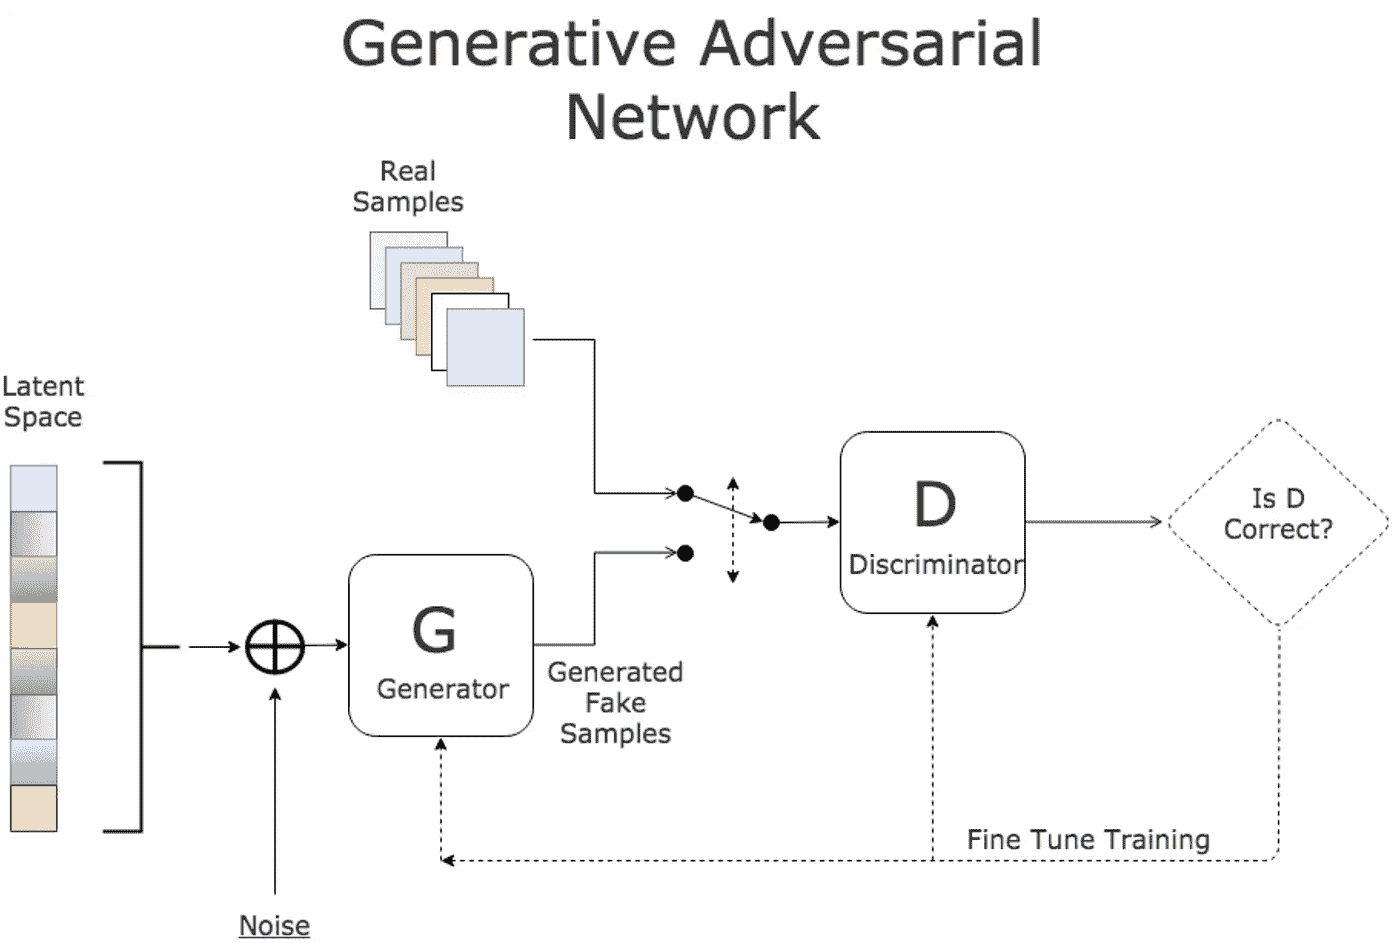 Generative Adversarial
Network
Real
Samples
Latent
Space
G
Generator
Generated
Fake
Samples
D
Discriminator
Is D
Correct?
Fine Tune Training
Noise